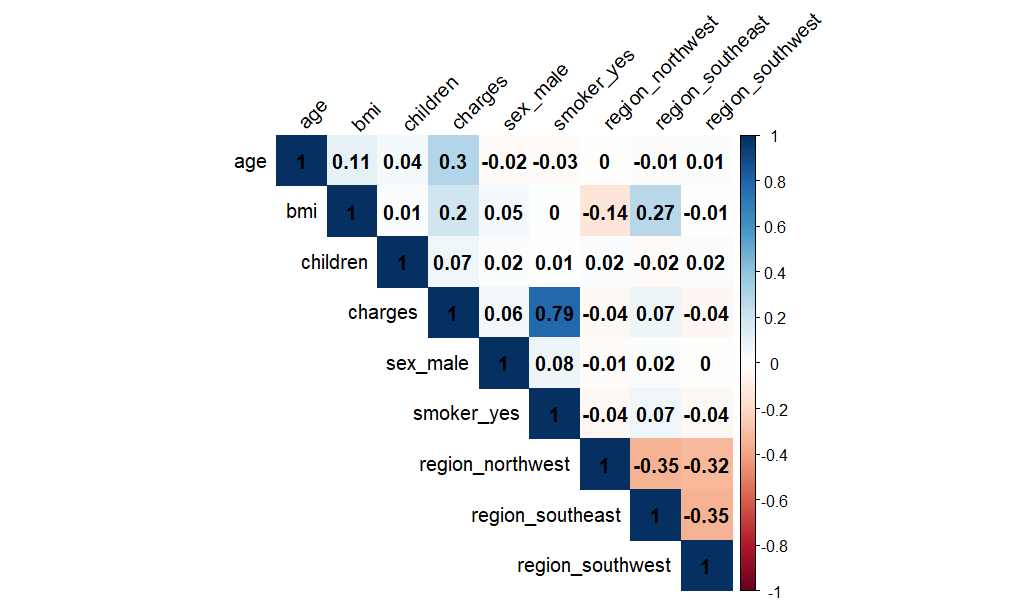 age bmi children charges sex_male smoker_yes region_northwest region_southeast region_southwest
age 1 0.11 0.04 0.3 -0.02 -0.03 0 -0.01 0.01
bmi 1 0.01 0.2 0.05 0 -0.14 0.27 -0.01
children 1 0.07 0.02 0.01 0.02 -0.02 0.02
charges 1 0.06 0.79 -0.04 0.07 -0.04
sex_male 1 0.08 -0.01 0.02 0
smoker_yes 1 -0.04 0.07 -0.04
region_northwest 1 -0.35 -0.32
region_southeast 1 -0.35
region_southwest 1
1
0.8
0.6
0.4
0.2
0
-0.2
-0.4
-0.6
-0.8
-1